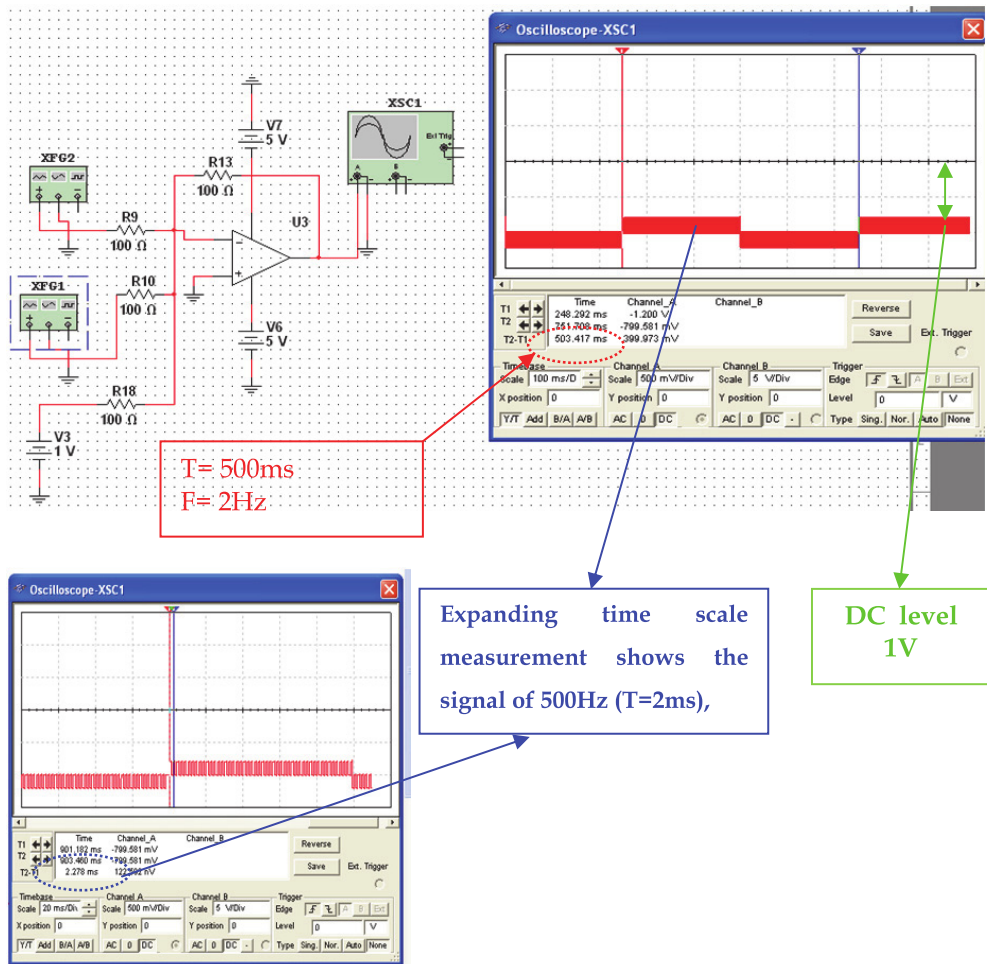 Oscilloscope-XSC1
XSC1
Ext Trig
A
B
V7
5 V
XFG2
R13
100 Ω
U3
R9
100 Ω
XFG1
R10
100 Ω
V6
5 V
R18
100 Ω
V3
1 V
Time Channel_A Channel_B
T1 248.292 ms -1.200 V
T2 751.708 ms -799.581 mV
T2-T1 503.417 ms 399.973 mV
Reverse
Save
Ext. Trigger
Timebase Channel A Channel B Trigger
Scale 100 ms/D Scale 500 mV/Div Scale 5 V/Div Edge A B Ext
X position 0 Y position 0 Y position 0 Level 0 V
Y/T Add B/A A/B AC 0 DC AC 0 DC - Type Sing. Nor. Auto None
T= 500ms
F= 2Hz
Oscilloscope-XSC1
Time Channel_A Channel_B
T1 901.182 ms -799.581 mV
T2 903.460 ms -799.581 mV
T2-T1 2.278 ms
Reverse
Save
Ext. Trigger
Timebase Channel A Channel B Trigger
Scale 20 ms/Div Scale 500 mV/Div Scale 5 V/Div Edge A B Ext
X position 0 Y position 0 Y position 0 Level 0 V
Y/T Add B/A A/B AC 0 DC AC 0 DC - Type Sing. Nor. Auto None
Expanding time scale
measurement shows the
signal of 500Hz (T=2ms),
DC level
1V